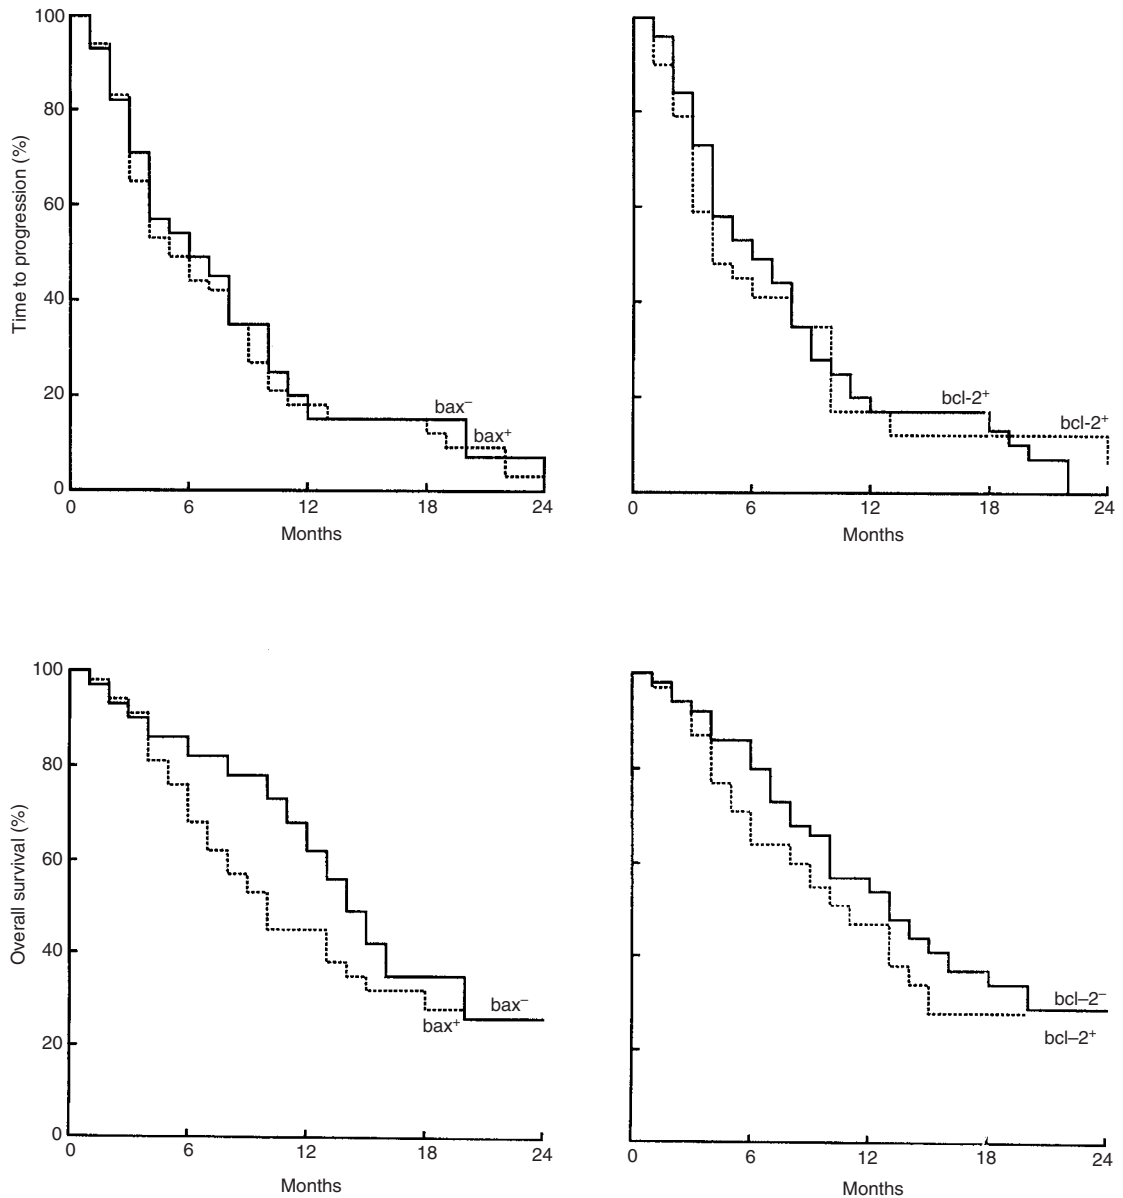 Time to progression (%)
100
80
60
40
20
0
bax⁻
bax⁺
0 6 12 18 24
Months
bcl-2⁺
bcl-2⁺
0 6 12 18 24
Months
Overall survival (%)
100
80
60
40
20
0
bax⁻
bax⁺
0 6 12 18 24
Months
bcl–2⁻
bcl–2⁺
0 6 12 18 24
Months